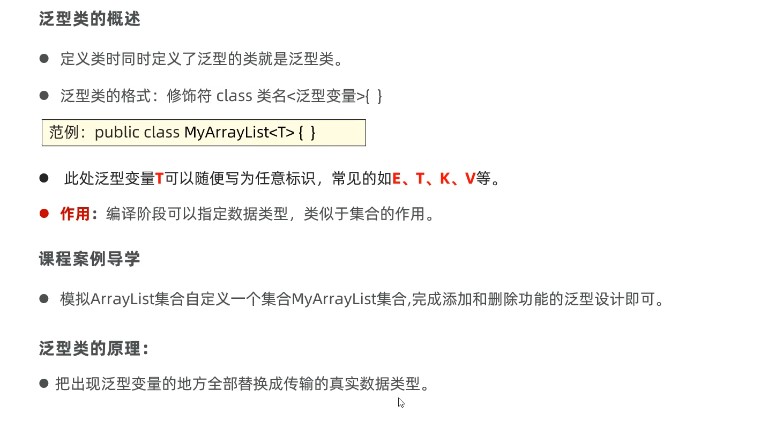 泛型类的概述
● 定义类时同时定义了泛型的类就是泛型类。
● 泛型类的格式：修饰符 class 类名<泛型变量>{ }
范例：public class MyArrayList<T> { }
● 此处泛型变量T可以随便写为任意标识，常见的如E、T、K、V等。
● 作用：编译阶段可以指定数据类型，类似于集合的作用。
课程案例导学
● 模拟ArrayList集合自定义一个集合MyArrayList集合,完成添加和删除功能的泛型设计即可。
泛型类的原理：
● 把出现泛型变量的地方全部替换成传输的真实数据类型。